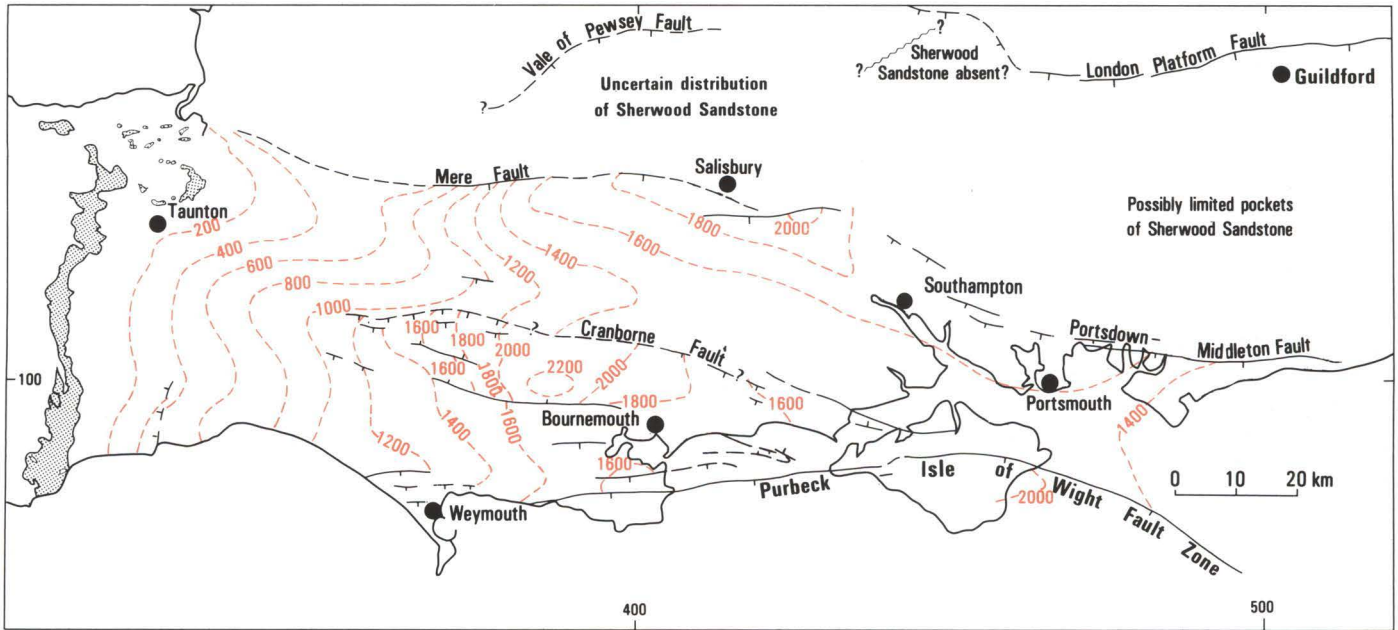 Vale of Pewsey Fault
?
?
?
Sherwood
Sandstone absent?
London Platform Fault
Guildford
Uncertain distribution
of Sherwood Sandstone
Mere Fault
Salisbury
Taunton
200
400
600
800
1000
1200
1400
1600
1800
2000
Possibly limited pockets
of Sherwood Sandstone
Southampton
Portsdown
Middleton Fault
1600
1800
2000
?
Cranborne Fault
?
1600
1800
2200
2000
1800
1600
100
Portsmouth
1400
Bournemouth
1600
1400
1200
1600
Purbeck Isle of Wight Fault Zone
2000
0 10 20 km
Weymouth
400
500